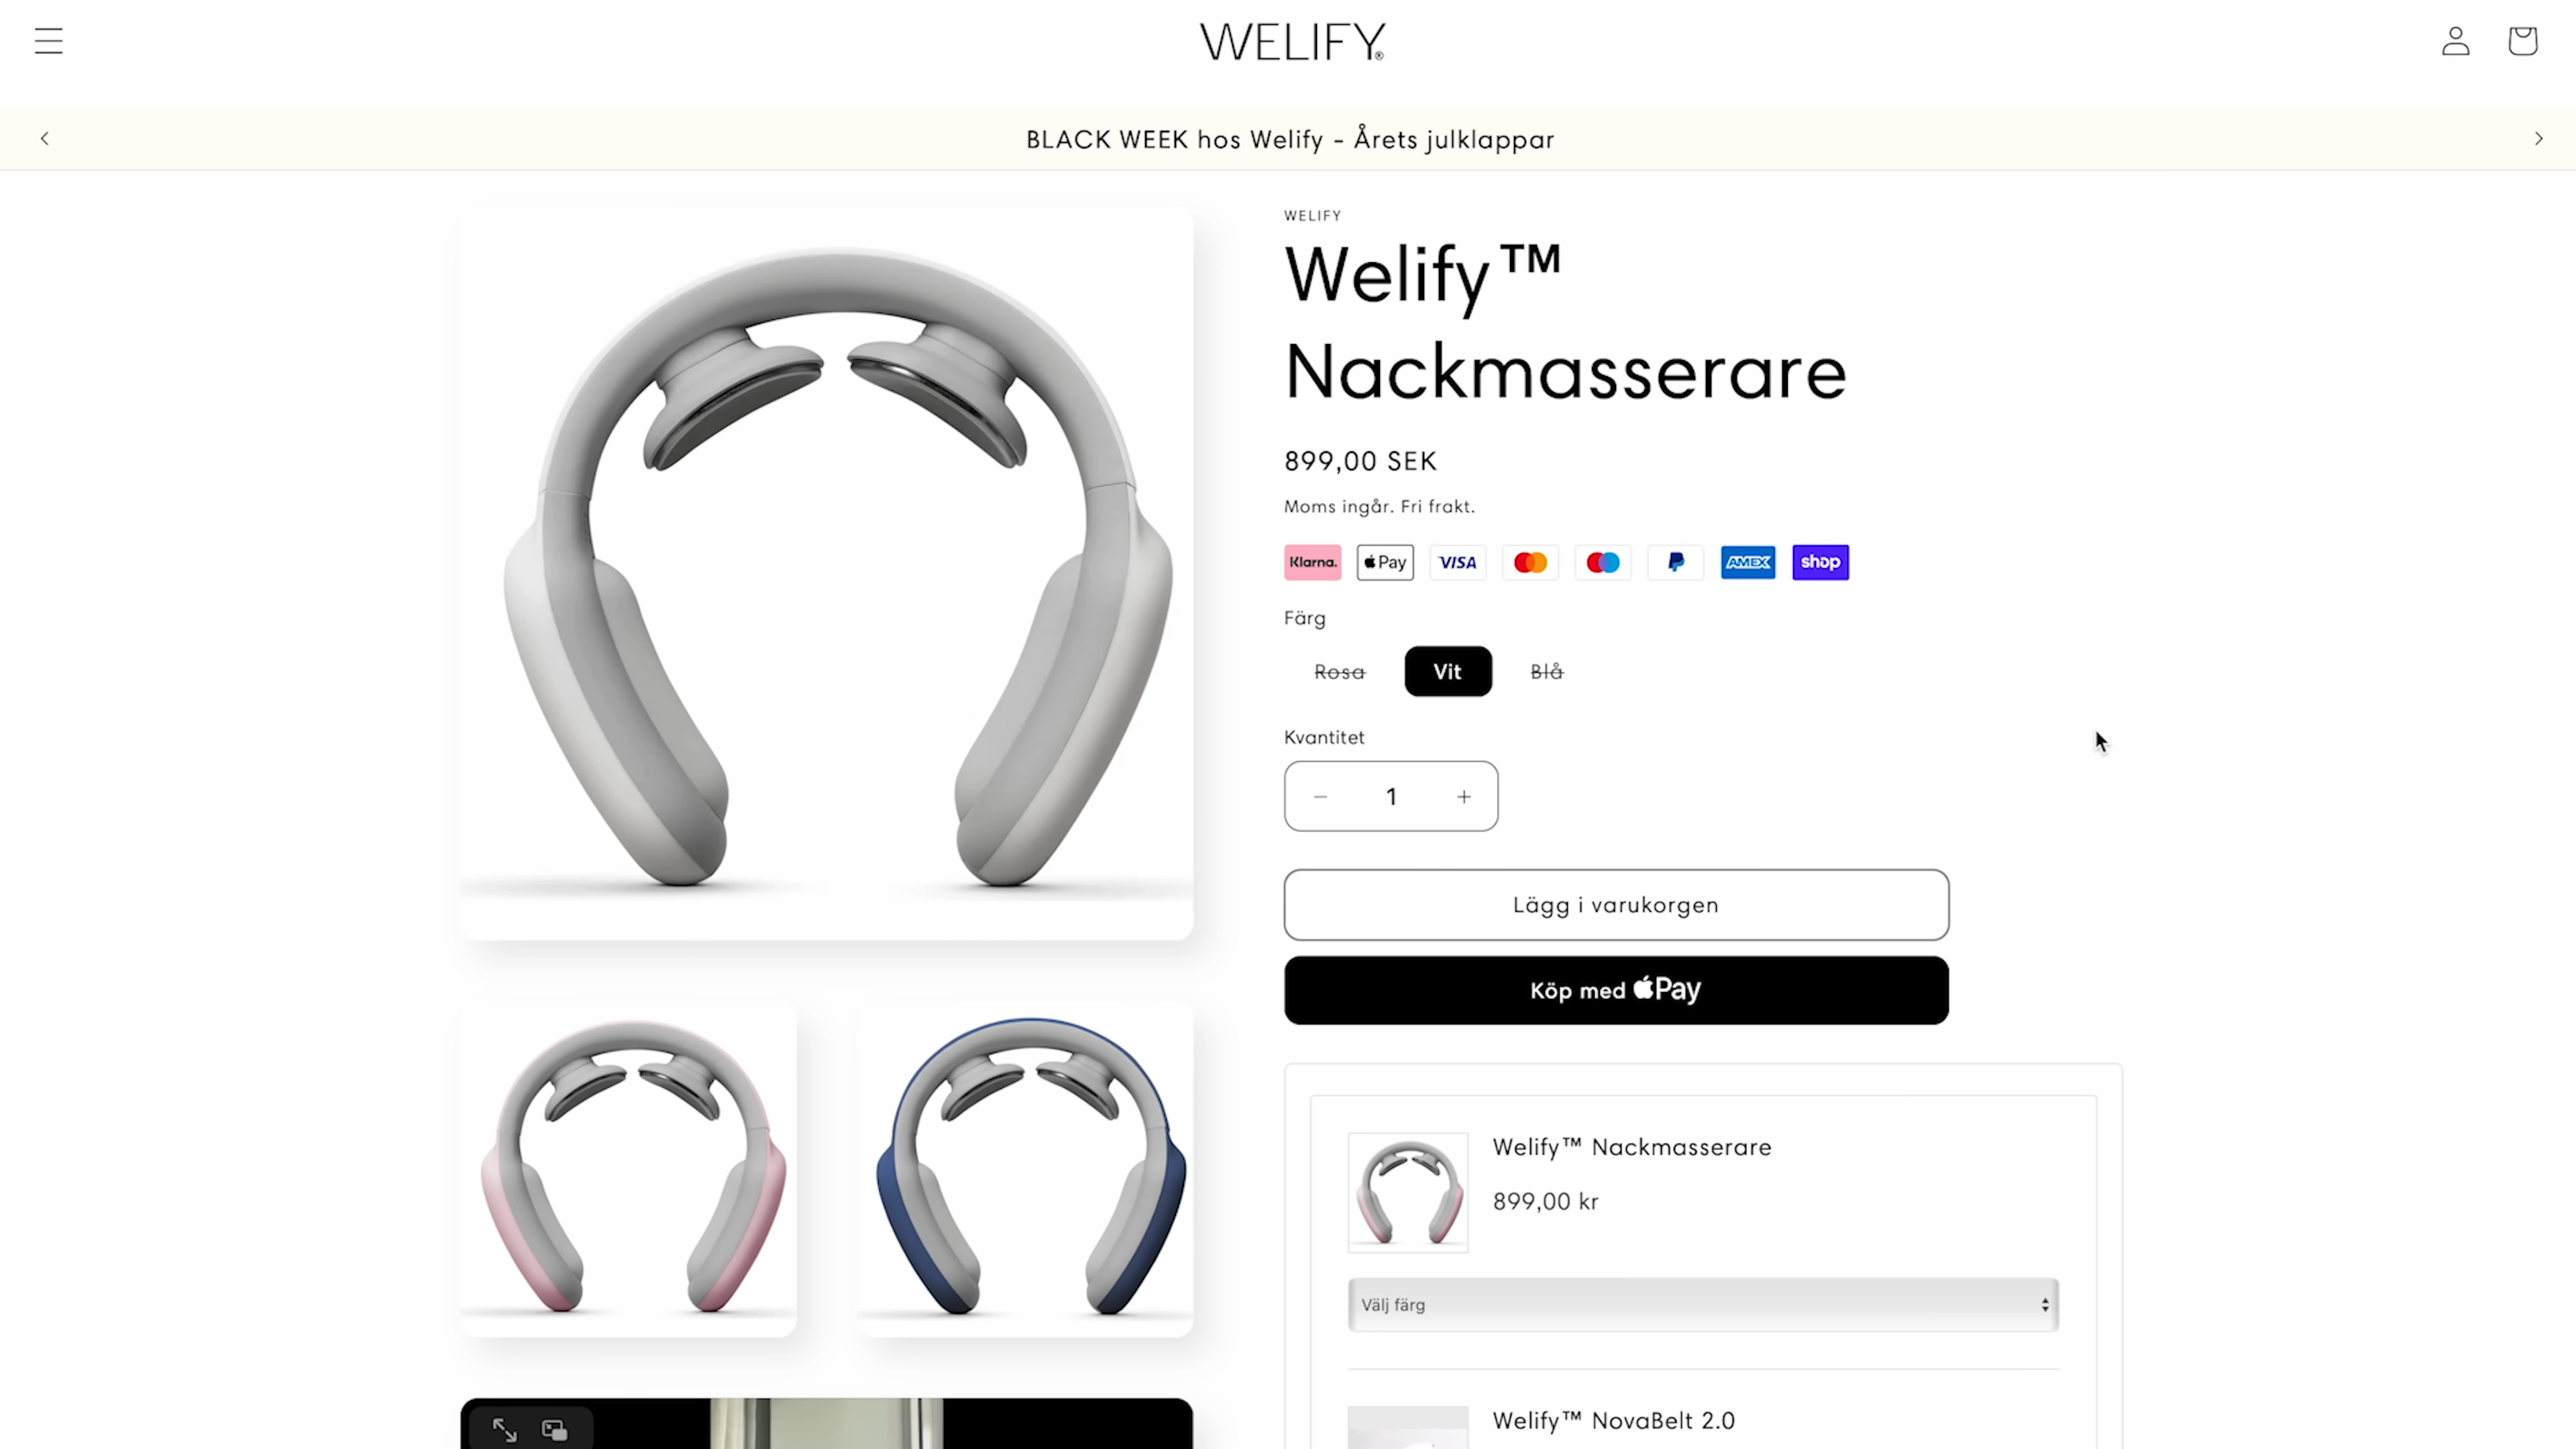 WELIFY®
BLACK WEEK hos Welify - Årets julklappar
WELIFY
Welify™
Nackmasserare
899,00 SEK
Moms ingår. Fri frakt.
Klarna. Pay VISA AMEX shop
Färg
Rosa Vit Blå
Kvantitet
− 1 +
Lägg i varukorgen
Köp med Pay
Welify™ Nackmasserare
899,00 kr
Välj färg
Welify™ NovaBelt 2.0